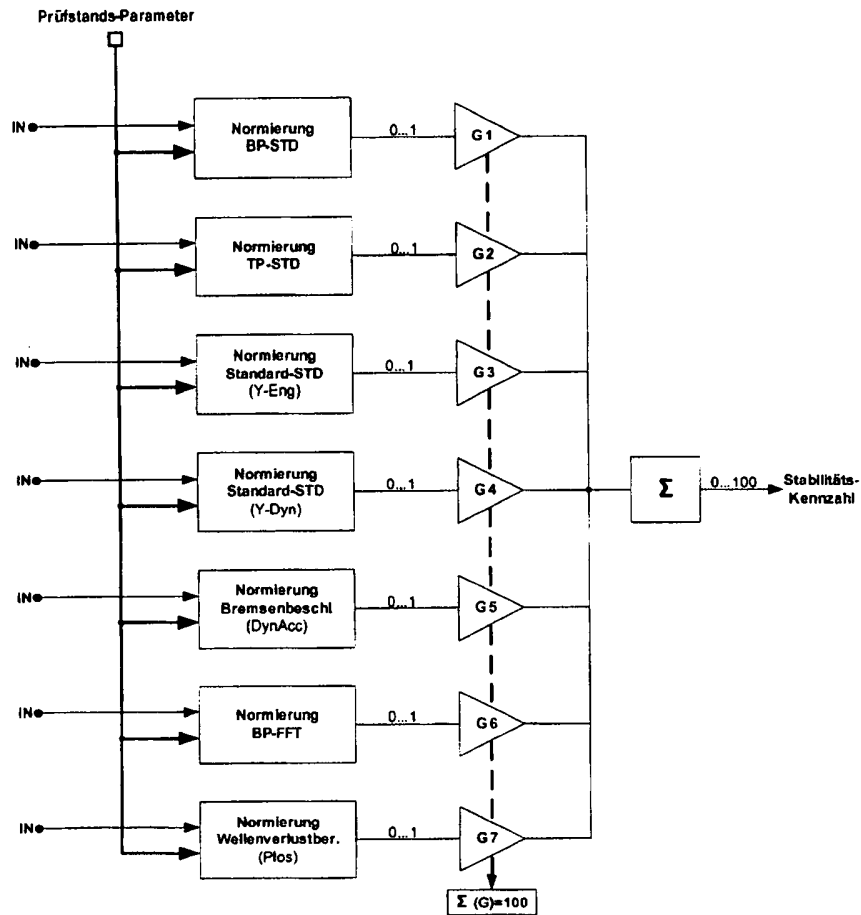 Prüfstands-Parameter
IN
Normierung
BP-STD
0...1
G1
IN
Normierung
TP-STD
0...1
G2
IN
Normierung
Standard-STD
(Y-Eng)
0...1
G3
IN
Normierung
Standard-STD
(Y-Dyn)
0...1
G4
Σ
0...100
Stabilitäts-
Kennzahl
IN
Normierung
Bremsenbeschl
(DynAcc)
0...1
G5
IN
Normierung
BP-FFT
0...1
G6
IN
Normierung
Wellenverlustber.
(Plos)
0...1
G7
Σ (G)=100